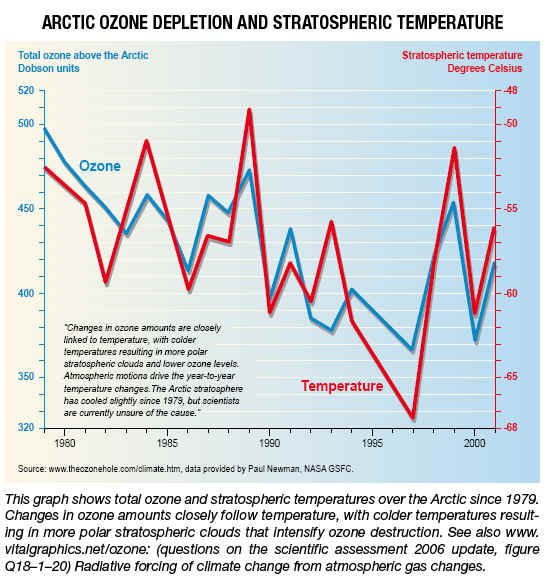 ARCTIC OZONE DEPLETION AND STRATOSPHERIC TEMPERATURE
Total ozone above the Arctic
Dobson units
Stratospheric temperature
Degrees Celsius
520
500
450
400
350
320
-48
-50
-55
-60
-65
-68
Ozone
"Changes in ozone amounts are closely
linked to temperature, with colder
temperatures resulting in more polar
stratospheric clouds and lower ozone levels.
Atmospheric motions drive the year-to-year
temperature changes. The Arctic stratosphere
has cooled slightly since 1979, but scientists
are currently unsure of the cause."
Temperature
1980
1985
1990
1995
2000
Source: www.theozonehole.com/climate.htm, data provided by Paul Newman, NASA GSFC.
This graph shows total ozone and stratospheric temperatures over the Arctic since 1979.
Changes in ozone amounts closely follow temperature, with colder temperatures result-
ing in more polar stratospheric clouds that intensify ozone destruction. See also www.
vitalgraphics.net/ozone: (questions on the scientific assessment 2006 update, figure
Q18–1–20) Radiative forcing of climate change from atmospheric gas changes.